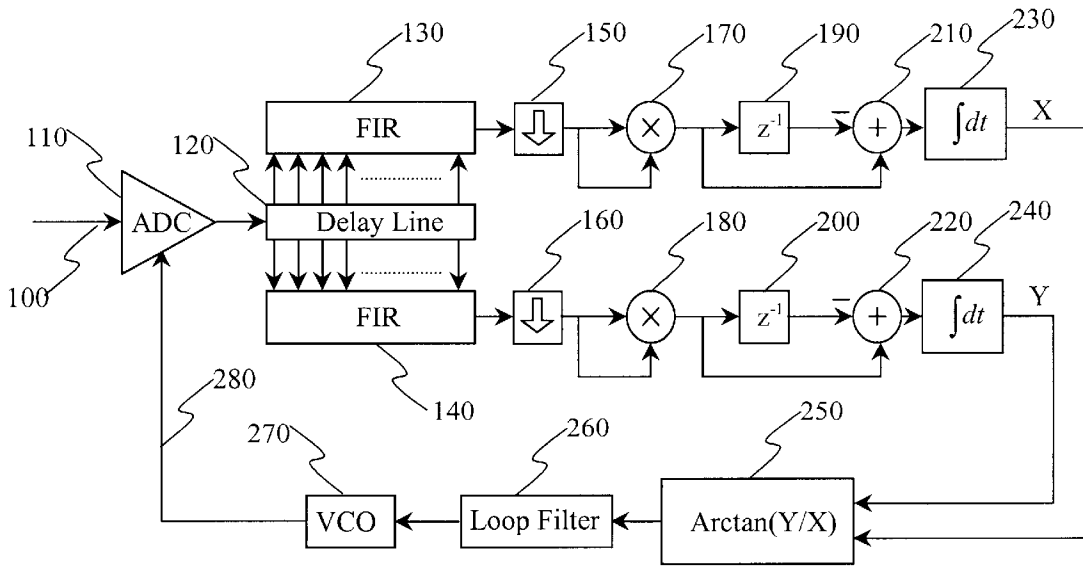 130 150 170 190 210 230
FIR × z⁻¹ − + ∫dt X
110 120
ADC Delay Line
160 180 200 220 240
100
FIR × z⁻¹ − + ∫dt Y
280 140
270 260 250
VCO Loop Filter Arctan(Y/X)